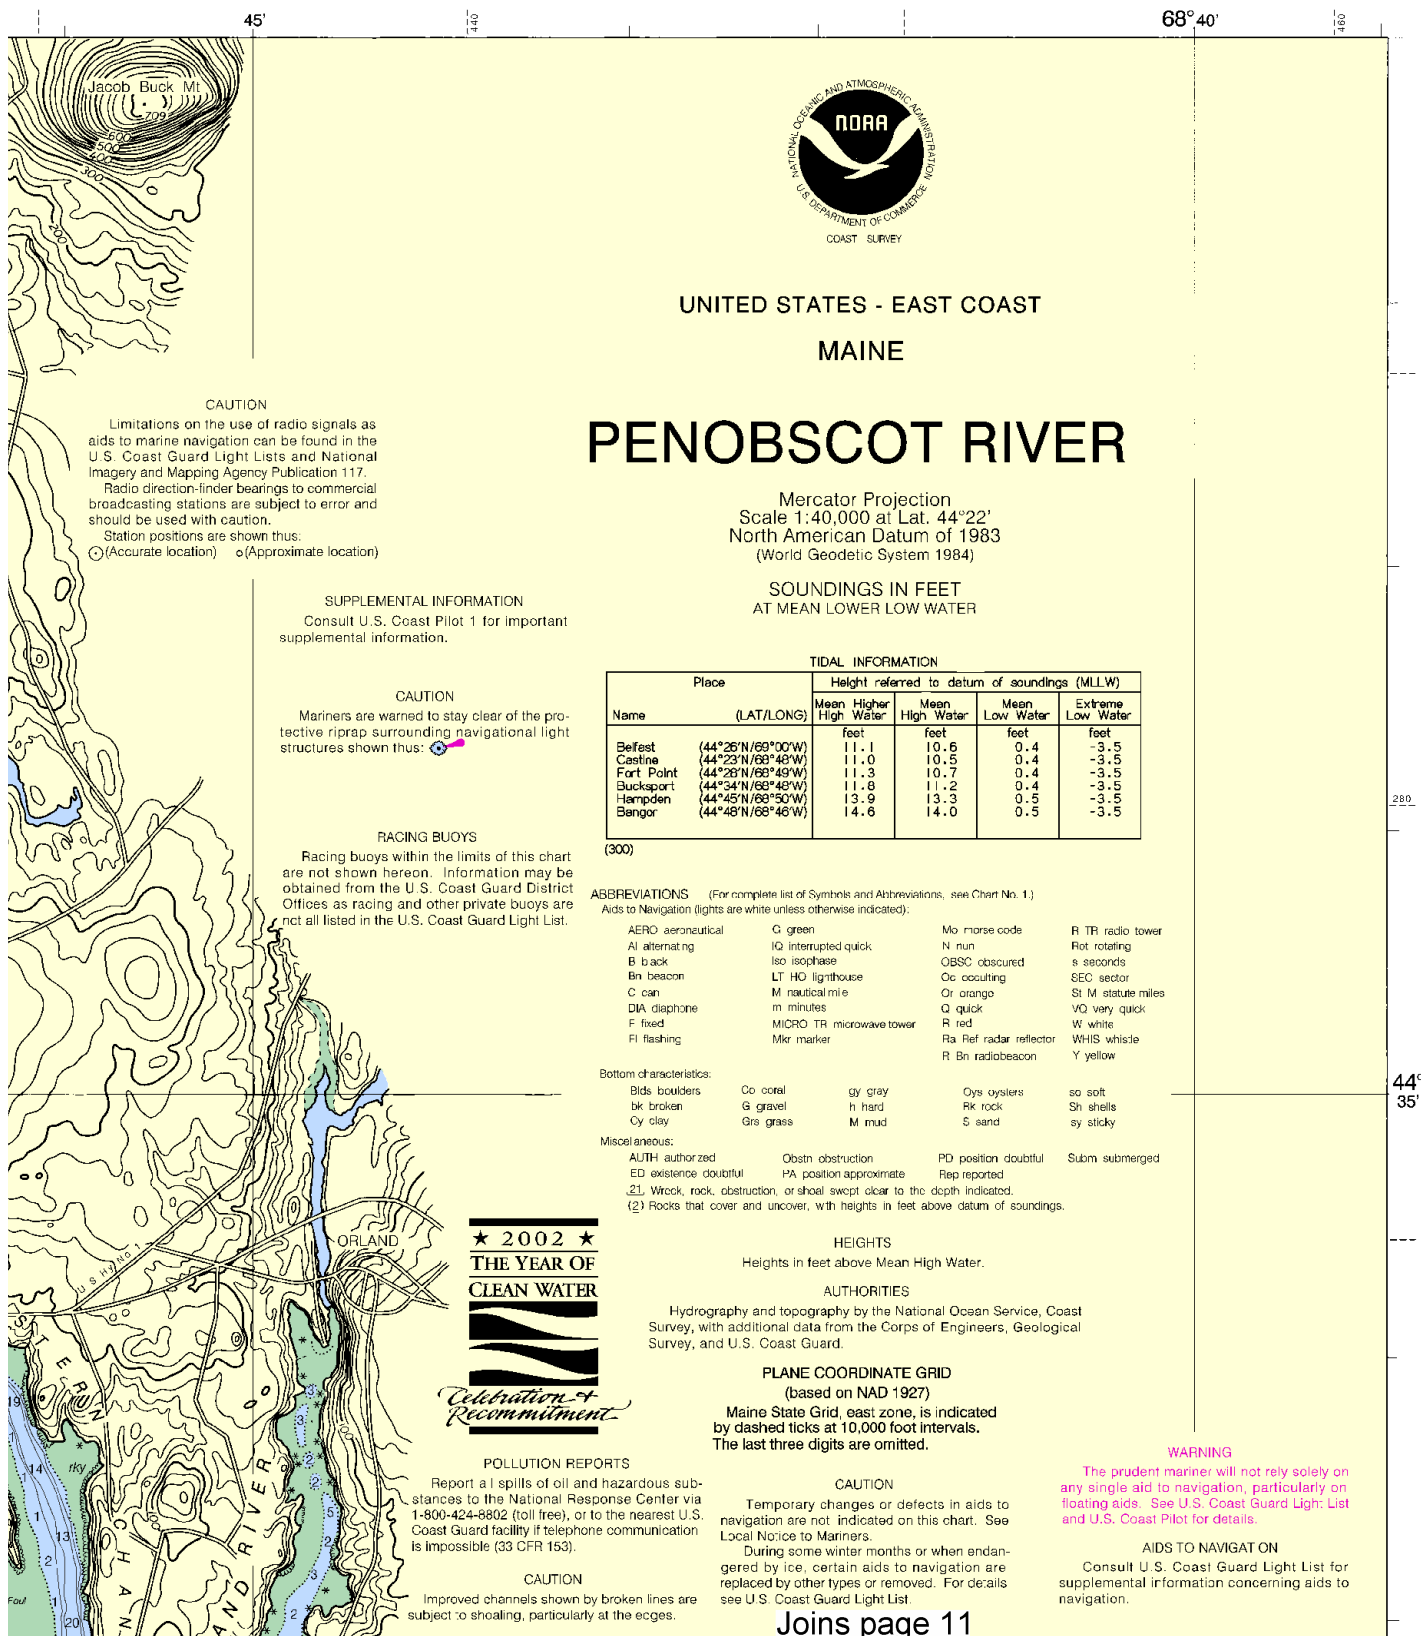 45'
440
68°40'
460
Jacob Buck Mt
709
600
500
400
300
200
NATIONAL OCEANIC AND ATMOSPHERIC ADMINISTRATION
NOAA
U.S. DEPARTMENT OF COMMERCE
COAST SURVEY
UNITED STATES - EAST COAST
MAINE
PENOBSCOT RIVER
Mercator Projection
Scale 1:40,000 at Lat. 44°22'
North American Datum of 1983
(World Geodetic System 1984)
SOUNDINGS IN FEET
AT MEAN LOWER LOW WATER
CAUTION
Limitations on the use of radio signals as
aids to marine navigation can be found in the
U.S. Coast Guard Light Lists and National
Imagery and Mapping Agency Publication 117.
Radio direction-finder bearings to commercial
broadcasting stations are subject to error and
should be used with caution.
Station positions are shown thus:
(Accurate location) o(Approximate location)
SUPPLEMENTAL INFORMATION
Consult U.S. Coast Pilot 1 for important
supplemental information.
CAUTION
Mariners are warned to stay clear of the pro-
tective riprap surrounding navigational light
structures shown thus:
RACING BUOYS
Racing buoys within the limits of this chart
are not shown hereon. Information may be
obtained from the U.S. Coast Guard District
Offices as racing and other private buoys are
not all listed in the U.S. Coast Guard Light List.
TIDAL INFORMATION
Place Height referred to datum of soundings (MLLW)
Name (LAT/LONG) Mean Higher High Water Mean High Water Mean Low Water Extreme Low Water
feet feet feet feet
Belfast (44°26'N/69°00'W) 11.1 10.6 0.4 -3.5
Castine (44°23'N/68°48'W) 11.0 10.5 0.4 -3.5
Fort Point (44°28'N/68°49'W) 11.3 10.7 0.4 -3.5
Bucksport (44°34'N/68°48'W) 11.8 11.2 0.4 -3.5
Hampden (44°45'N/68°50'W) 13.9 13.3 0.5 -3.5
Bangor (44°48'N/68°46'W) 14.6 14.0 0.5 -3.5
(300)
280
ABBREVIATIONS (For complete list of Symbols and Abbreviations, see Chart No. 1.)
Aids to Navigation (lights are white unless otherwise indicated):
AERO aeronautical G green Mo morse code R TR radio tower
Al alternating IQ interrupted quick N nun Rot rotating
B black Iso isophase OBSC obscured s seconds
Bn beacon LT HO lighthouse Oc occulting SEC sector
C can M nautical mile Or orange St M statute miles
DIA diaphone m minutes Q quick VQ very quick
F fixed MICRO TR microwave tower R red W white
Fl flashing Mkr marker Ra Ref radar reflector WHIS whistle
R Bn radiobeacon Y yellow
Bottom characteristics:
Blds boulders Co coral gy gray Oys oysters so soft
bk broken G gravel h hard Rk rock Sh shells
Cy clay Grs grass M mud S sand sy sticky
Miscellaneous:
AUTH authorized Obstn obstruction PD position doubtful Subm submerged
ED existence doubtful PA position approximate Rep reported
21, Wreck, rock, obstruction, or shoal swept clear to the depth indicated.
(2) Rocks that cover and uncover, with heights in feet above datum of soundings.
44°
35'
HEIGHTS
Heights in feet above Mean High Water.
AUTHORITIES
Hydrography and topography by the National Ocean Service, Coast
Survey, with additional data from the Corps of Engineers, Geological
Survey, and U.S. Coast Guard.
PLANE COORDINATE GRID
(based on NAD 1927)
Maine State Grid, east zone, is indicated
by dashed ticks at 10,000 foot intervals.
The last three digits are omitted.
★ 2002 ★
THE YEAR OF
CLEAN WATER
Celebration &
Recommitment
ORLAND
U S Hy No 1
EASTERN CHANNEL
ORLAND RIVER
100
rky
Foul
19
14
13
20
POLLUTION REPORTS
Report all spills of oil and hazardous sub-
stances to the National Response Center via
1-800-424-8802 (toll free), or to the nearest U.S.
Coast Guard facility if telephone communication
is impossible (33 CFR 153).
CAUTION
Improved channels shown by broken lines are
subject to shoaling, particularly at the edges.
CAUTION
Temporary changes or defects in aids to
navigation are not indicated on this chart. See
Local Notice to Mariners.
During some winter months or when endan-
gered by ice, certain aids to navigation are
replaced by other types or removed. For details
see U.S. Coast Guard Light List.
WARNING
The prudent mariner will not rely solely on
any single aid to navigation, particularly on
floating aids. See U.S. Coast Guard Light List
and U.S. Coast Pilot for details.
AIDS TO NAVIGATION
Consult U.S. Coast Guard Light List for
supplemental information concerning aids to
navigation.
Joins page 11